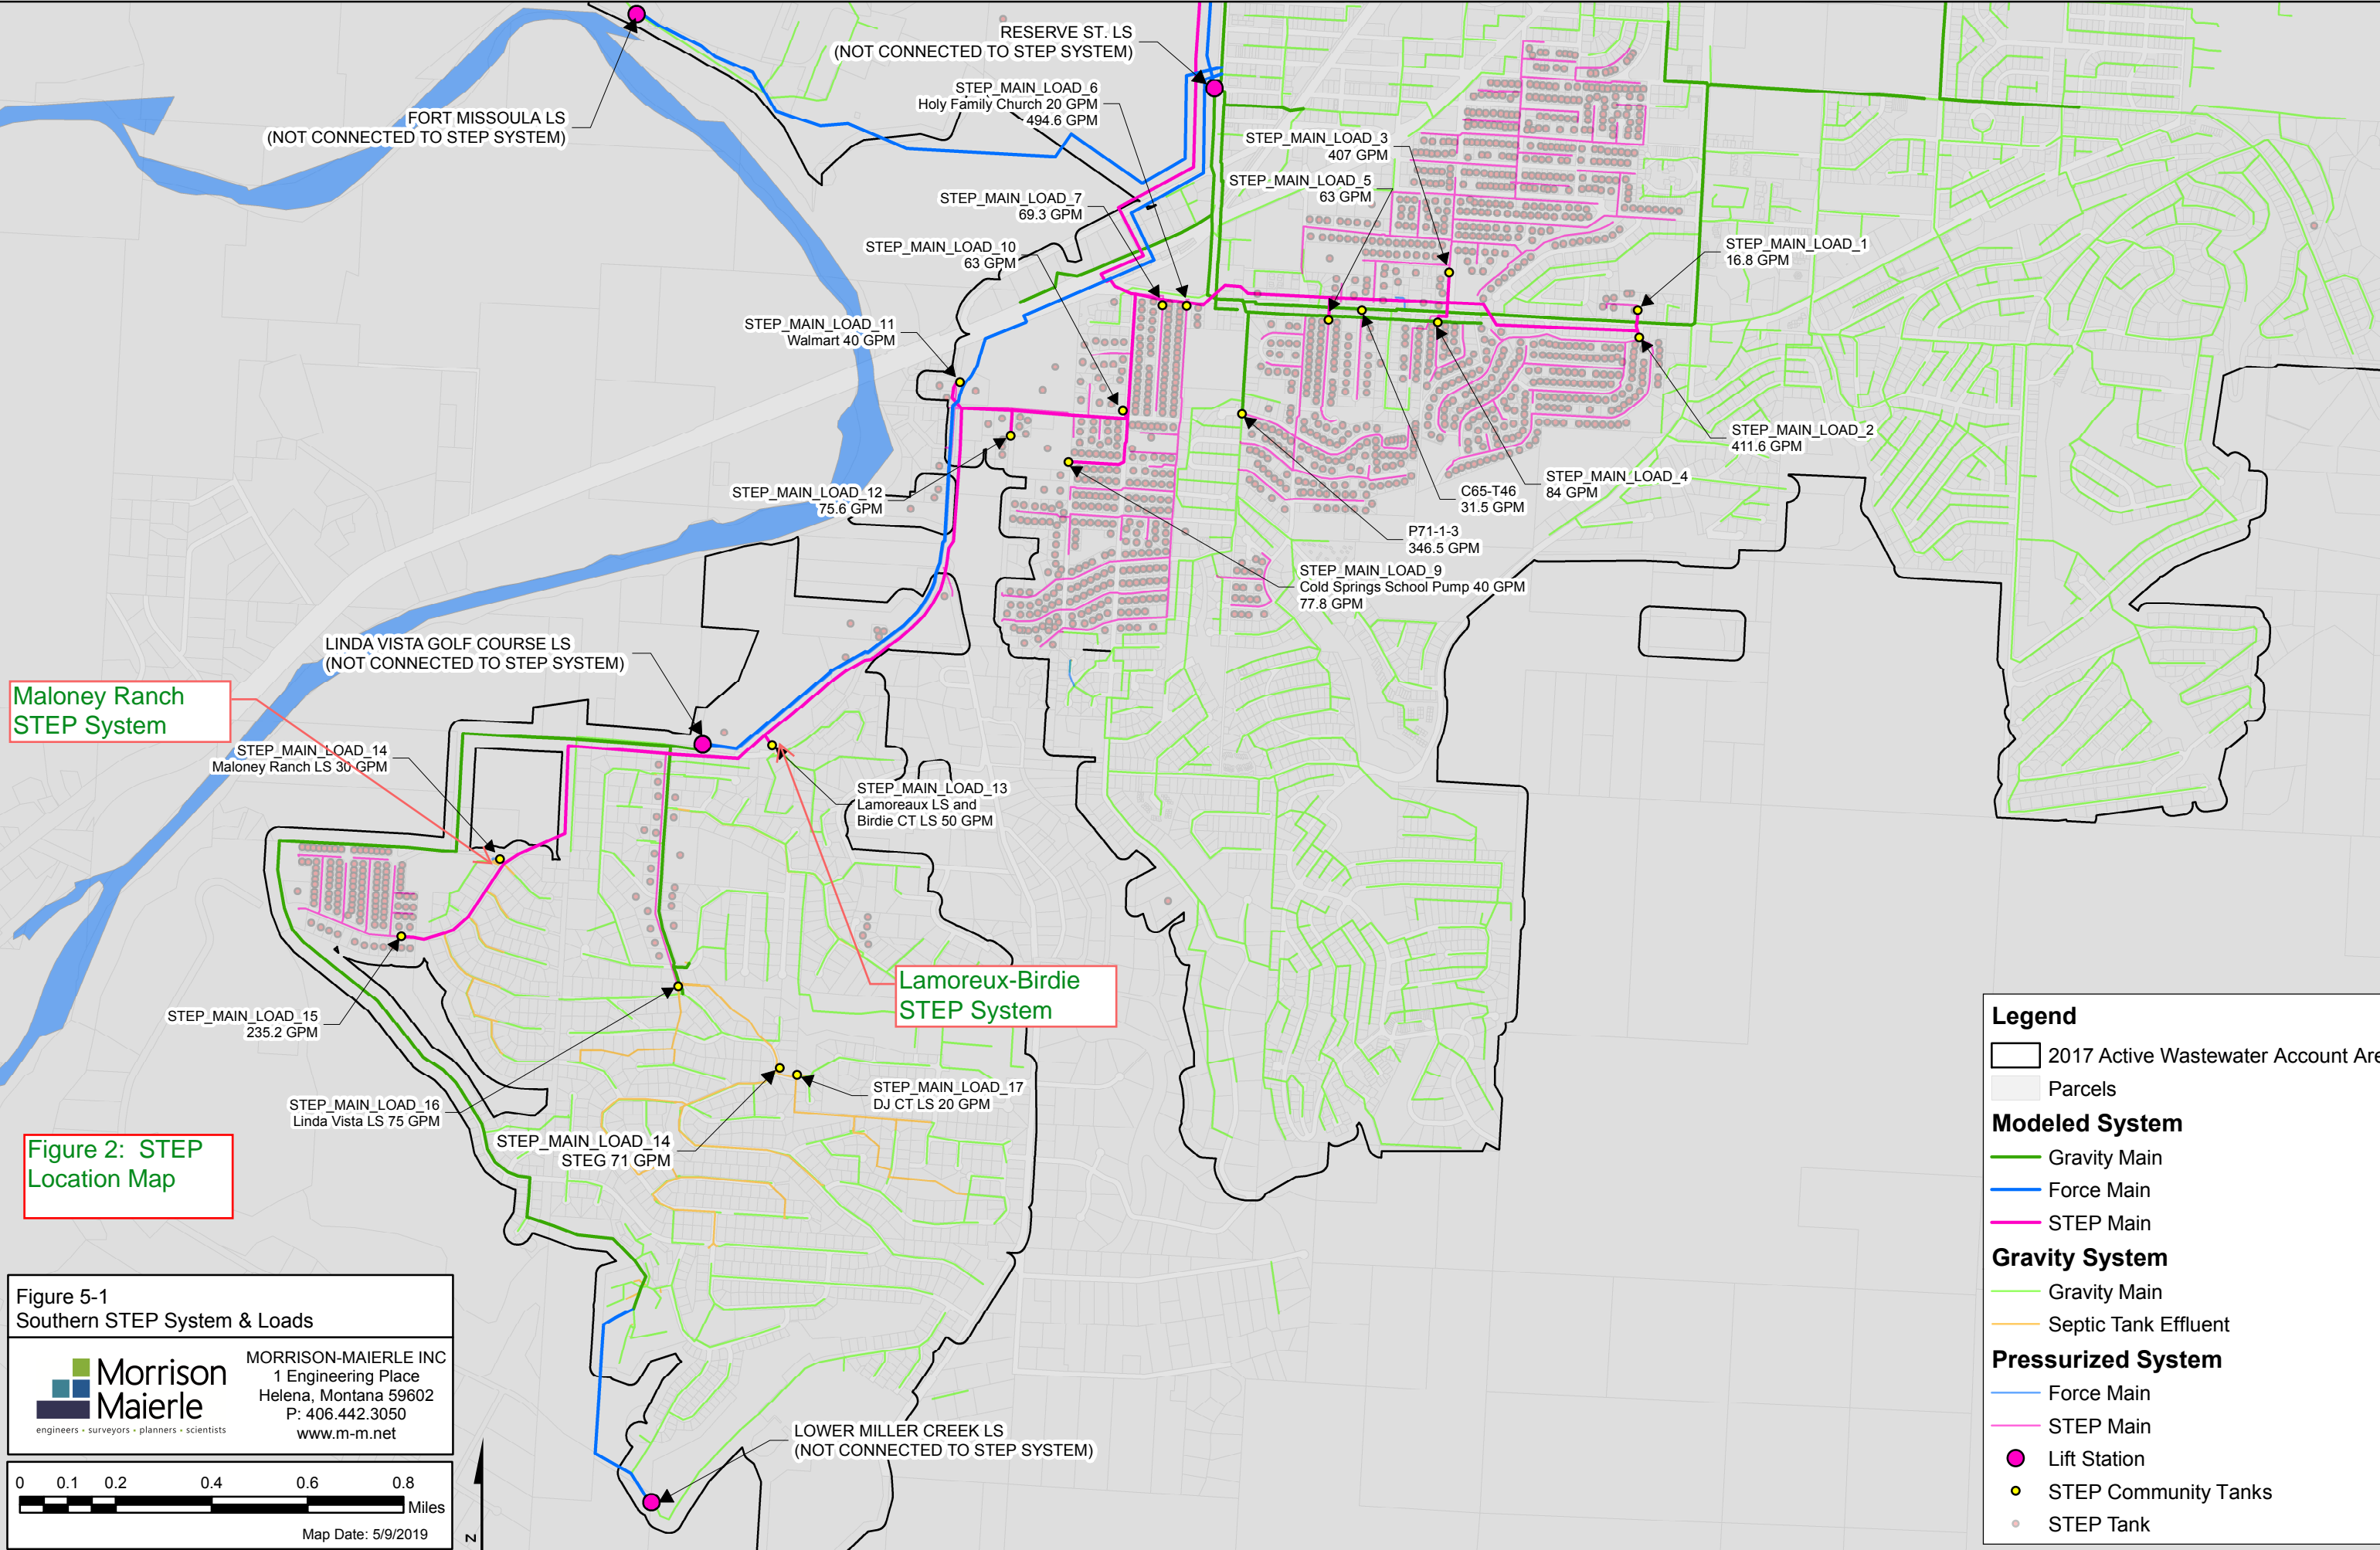 RESERVE ST. LS
(NOT CONNECTED TO STEP SYSTEM)
STEP_MAIN_LOAD_6
Holy Family Church 20 GPM
494.6 GPM
FORT MISSOULA LS
(NOT CONNECTED TO STEP SYSTEM)
STEP_MAIN_LOAD_3
407 GPM
STEP_MAIN_LOAD_5
63 GPM
STEP_MAIN_LOAD_7
69.3 GPM
STEP_MAIN_LOAD_10
63 GPM
STEP_MAIN_LOAD_1
16.8 GPM
STEP_MAIN_LOAD_11
Walmart 40 GPM
STEP_MAIN_LOAD_2
411.6 GPM
STEP_MAIN_LOAD_4
84 GPM
STEP_MAIN_LOAD_12
75.6 GPM
C65-T46
31.5 GPM
P71-1-3
346.5 GPM
STEP_MAIN_LOAD_9
Cold Springs School Pump 40 GPM
77.8 GPM
LINDA VISTA GOLF COURSE LS
(NOT CONNECTED TO STEP SYSTEM)
Maloney Ranch
STEP System
STEP_MAIN_LOAD_14
Maloney Ranch LS 30 GPM
STEP_MAIN_LOAD_13
Lamoreaux LS and
Birdie CT LS 50 GPM
Lamoreux-Birdie
STEP System
STEP_MAIN_LOAD_15
235.2 GPM
STEP_MAIN_LOAD_17
DJ CT LS 20 GPM
STEP_MAIN_LOAD_16
Linda Vista LS 75 GPM
STEP_MAIN_LOAD_14
STEG 71 GPM
Figure 2: STEP
Location Map
LOWER MILLER CREEK LS
(NOT CONNECTED TO STEP SYSTEM)
Figure 5-1
Southern STEP System & Loads
Morrison
Maierle
engineers • surveyors • planners • scientists
MORRISON-MAIERLE INC
1 Engineering Place
Helena, Montana 59602
P: 406.442.3050
www.m-m.net
0 0.1 0.2 0.4 0.6 0.8
Miles
Map Date: 5/9/2019
N
Legend
2017 Active Wastewater Account Are
Parcels
Modeled System
Gravity Main
Force Main
STEP Main
Gravity System
Gravity Main
Septic Tank Effluent
Pressurized System
Force Main
STEP Main
Lift Station
STEP Community Tanks
STEP Tank